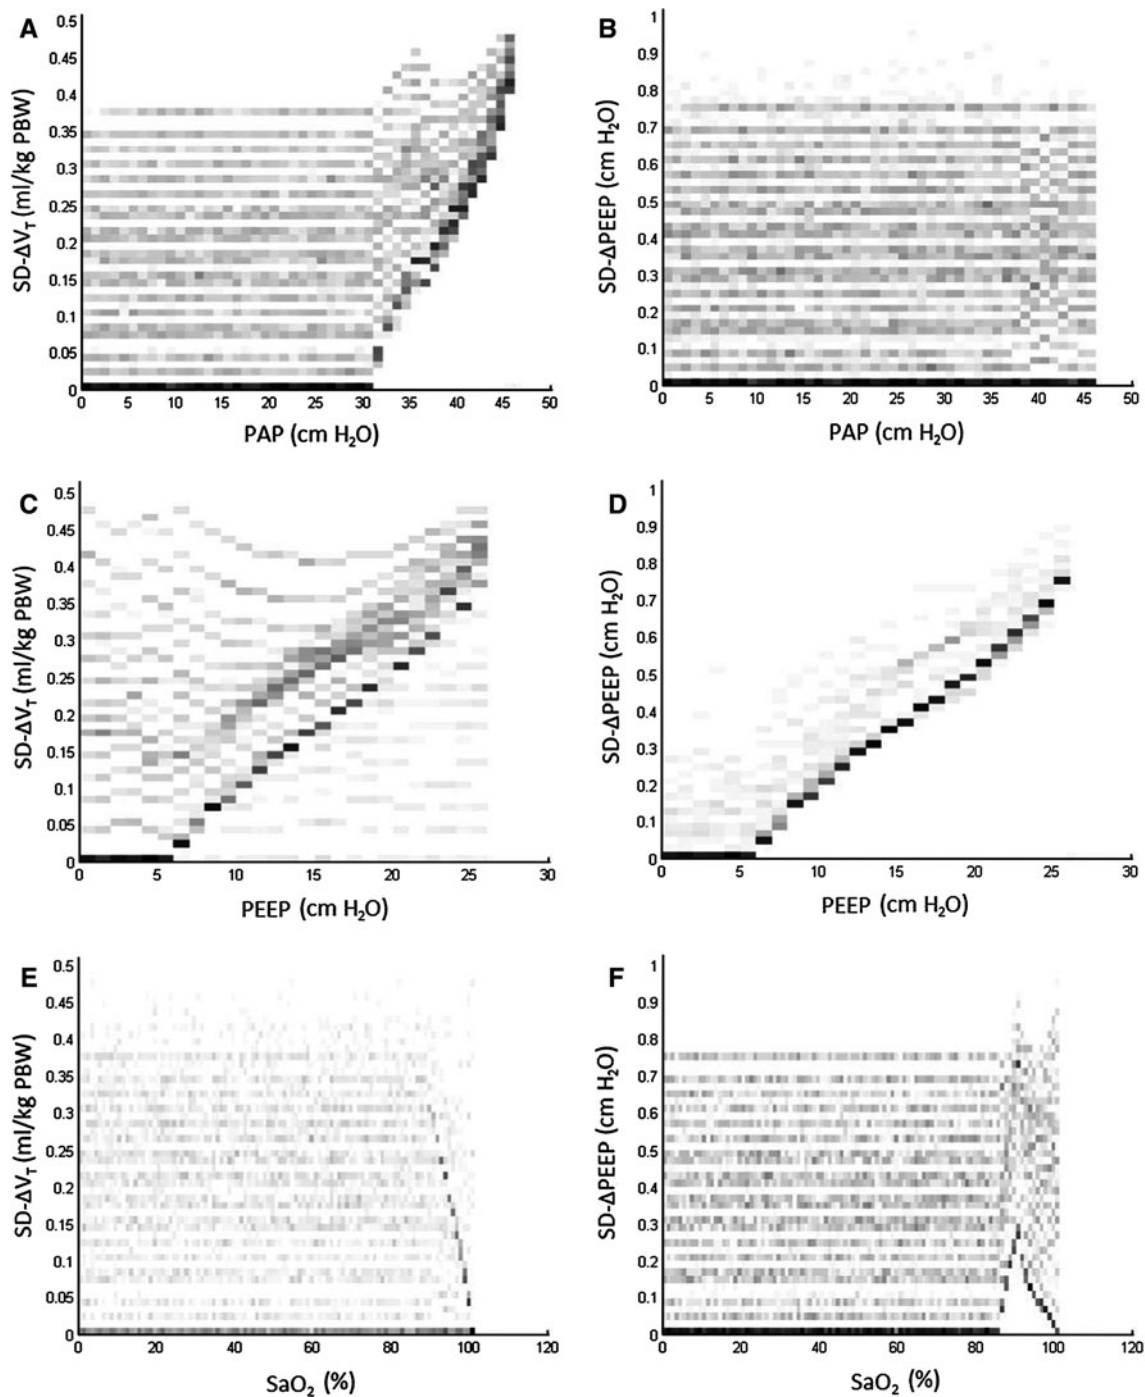 A
SD-ΔV_T (ml/kg PBW)
0.5
0.45
0.4
0.35
0.3
0.25
0.2
0.15
0.1
0.05
0
0 5 10 15 20 25 30 35 40 45 50
PAP (cm H₂O)
B
SD-ΔPEEP (cm H₂O)
1
0.9
0.8
0.7
0.6
0.5
0.4
0.3
0.2
0.1
0
0 5 10 15 20 25 30 35 40 45 50
PAP (cm H₂O)
C
SD-ΔV_T (ml/kg PBW)
0.5
0.45
0.4
0.35
0.3
0.25
0.2
0.15
0.1
0.05
0
0 5 10 15 20 25 30
PEEP (cm H₂O)
D
SD-ΔPEEP (cm H₂O)
1
0.9
0.8
0.7
0.6
0.5
0.4
0.3
0.2
0.1
0
0 5 10 15 20 25 30
PEEP (cm H₂O)
E
SD-ΔV_T (ml/kg PBW)
0.5
0.45
0.4
0.35
0.3
0.25
0.2
0.15
0.1
0.05
0
0 20 40 60 80 100 120
SaO₂ (%)
F
SD-ΔPEEP (cm H₂O)
1
0.9
0.8
0.7
0.6
0.5
0.4
0.3
0.2
0.1
0
0 20 40 60 80 100 120
SaO₂ (%)